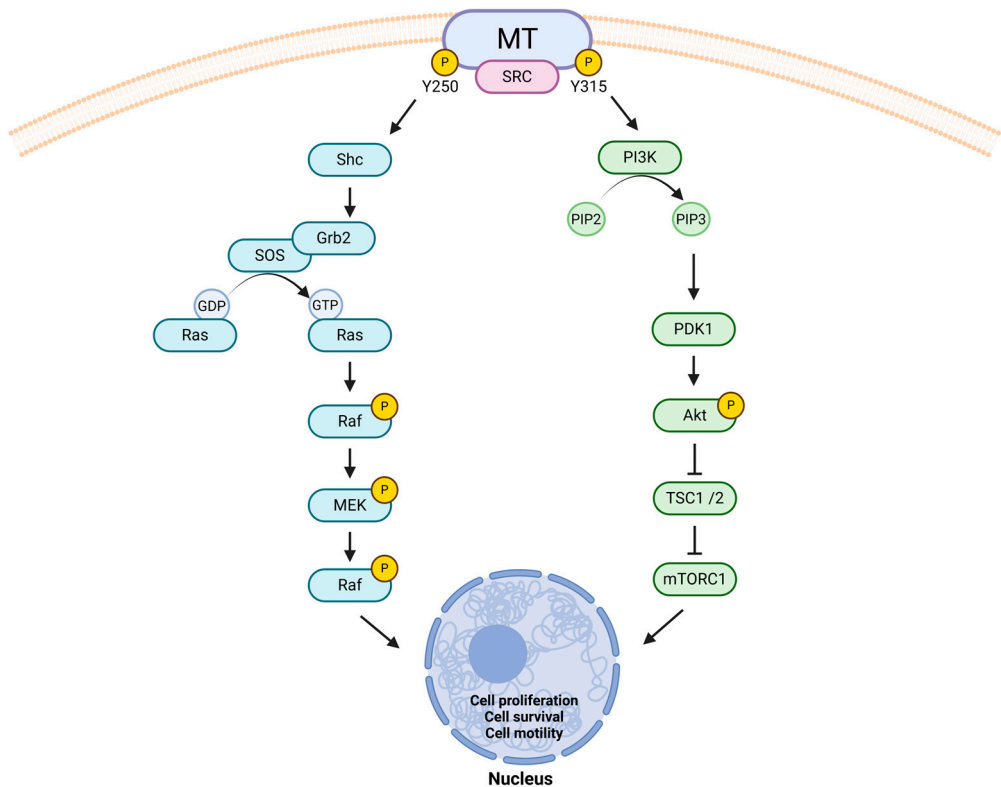 MT
P
P
SRC
Y250
Y315
Shc
PI3K
PIP2
PIP3
Grb2
SOS
GDP
GTP
Ras
Ras
PDK1
P
Raf
P
Akt
P
MEK
TSC1 /2
P
Raf
mTORC1
Cell proliferation
Cell survival
Cell motility
Nucleus